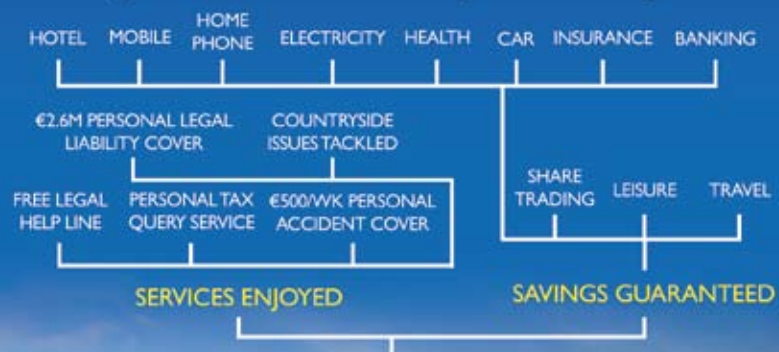 HOTEL MOBILE HOME PHONE ELECTRICITY HEALTH CAR INSURANCE BANKING
€2.6M PERSONAL LEGAL
LIABILITY COVER
COUNTRYSIDE
ISSUES TACKLED
SHARE
TRADING
LEISURE
TRAVEL
FREE LEGAL
HELP LINE
PERSONAL TAX
QUERY SERVICE
€500/WK PERSONAL
ACCIDENT COVER
SERVICES ENJOYED
SAVINGS GUARANTEED